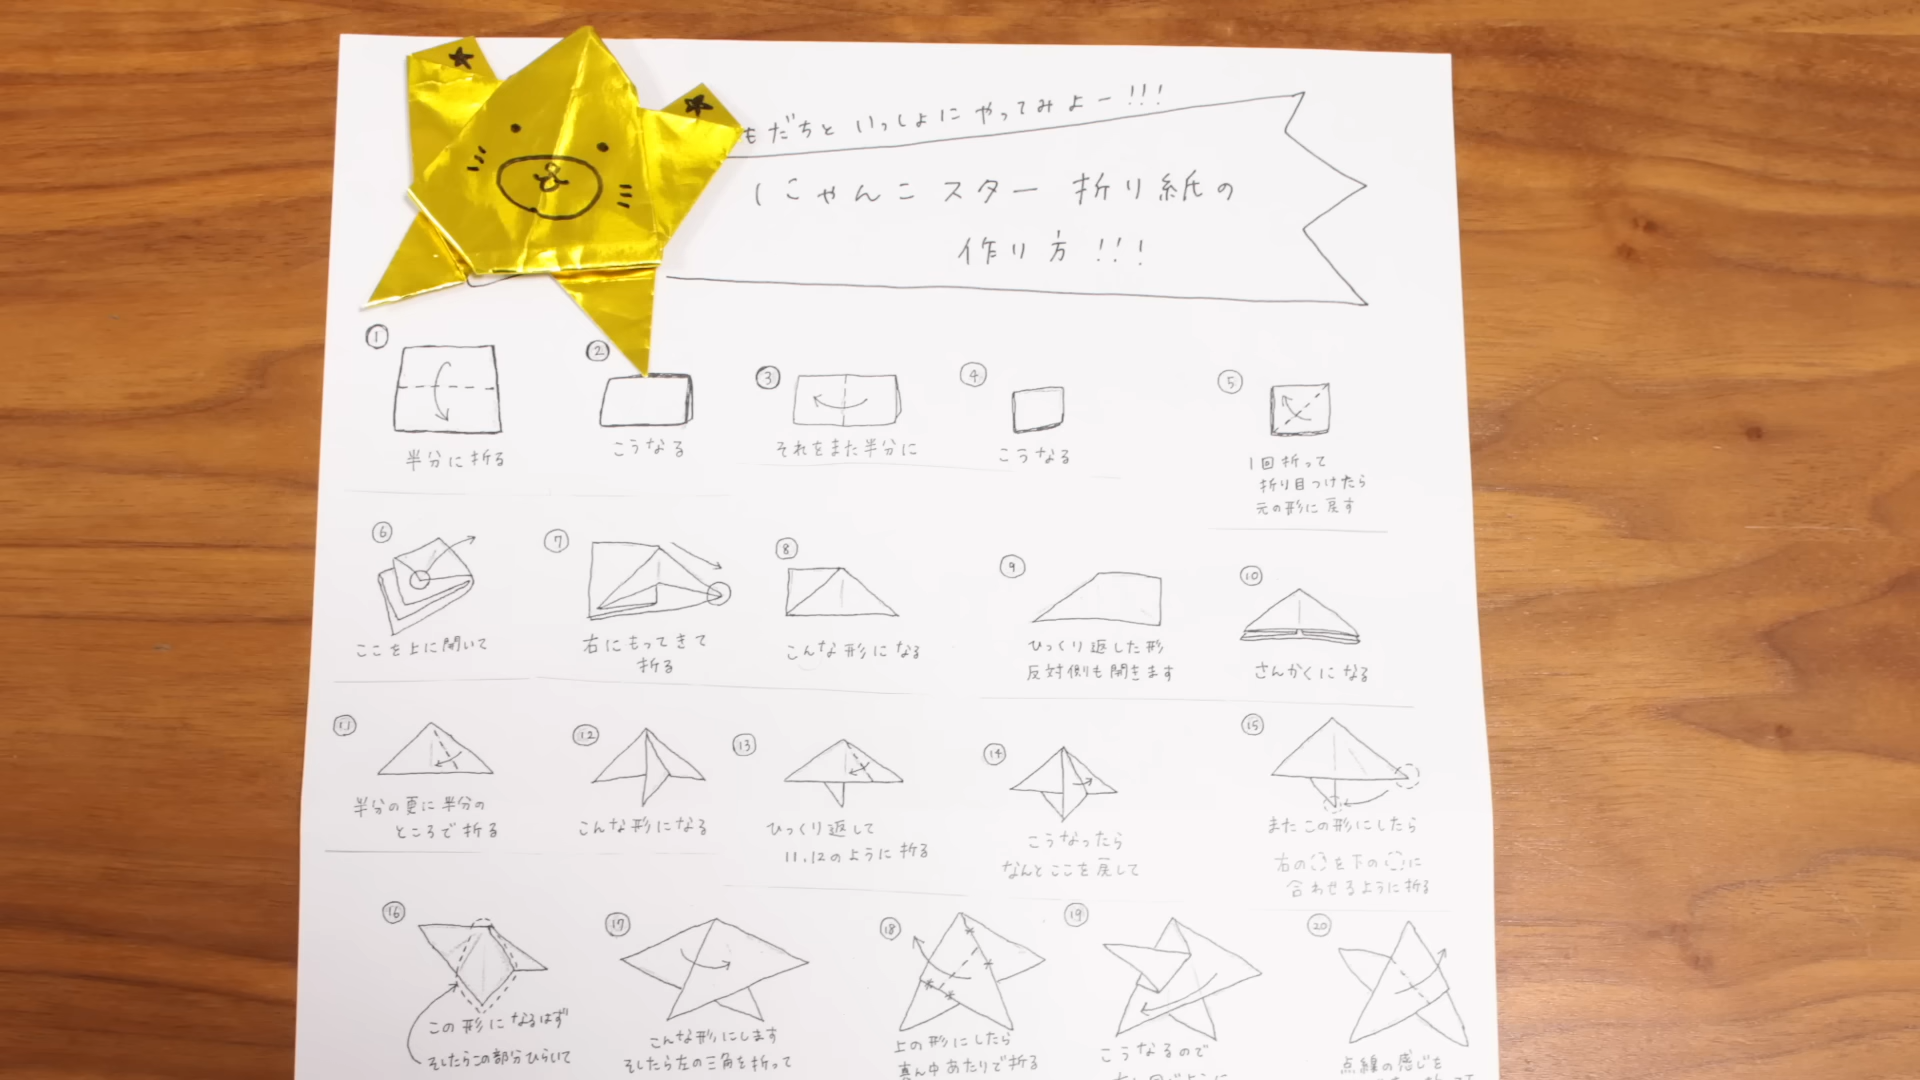 もだちと いっしょに やってみよー!!!
にゃんこスター 折り紙の
作り方!!!
①
半分に折る
②
こうなる
③
それをまた半分に
④
こうなる
⑤
1回折って
折り目つけたら
元の形に戻す
⑥
ここを上に開いて
⑦
右にもってきて
折る
⑧
こんな形になる
⑨
ひっくり返した形
反対側も開きます
⑩
さんかくになる
⑪
半分の更に半分の
ところで折る
⑫
こんな形になる
⑬
ひっくり返して
11.12のように折る
⑭
こうなったら
なんとここを戻して
⑮
またこの形にしたら
右の◌を下の◌に
合わせるように折る
⑯
この形になるはず
そしたらこの部分ひらいて
⑰
こんな形にします
そしたら左の三角を折って
⑱
上の形にしたら
真ん中あたりで折る
⑲
こうなるので
⑳
点線の感じを